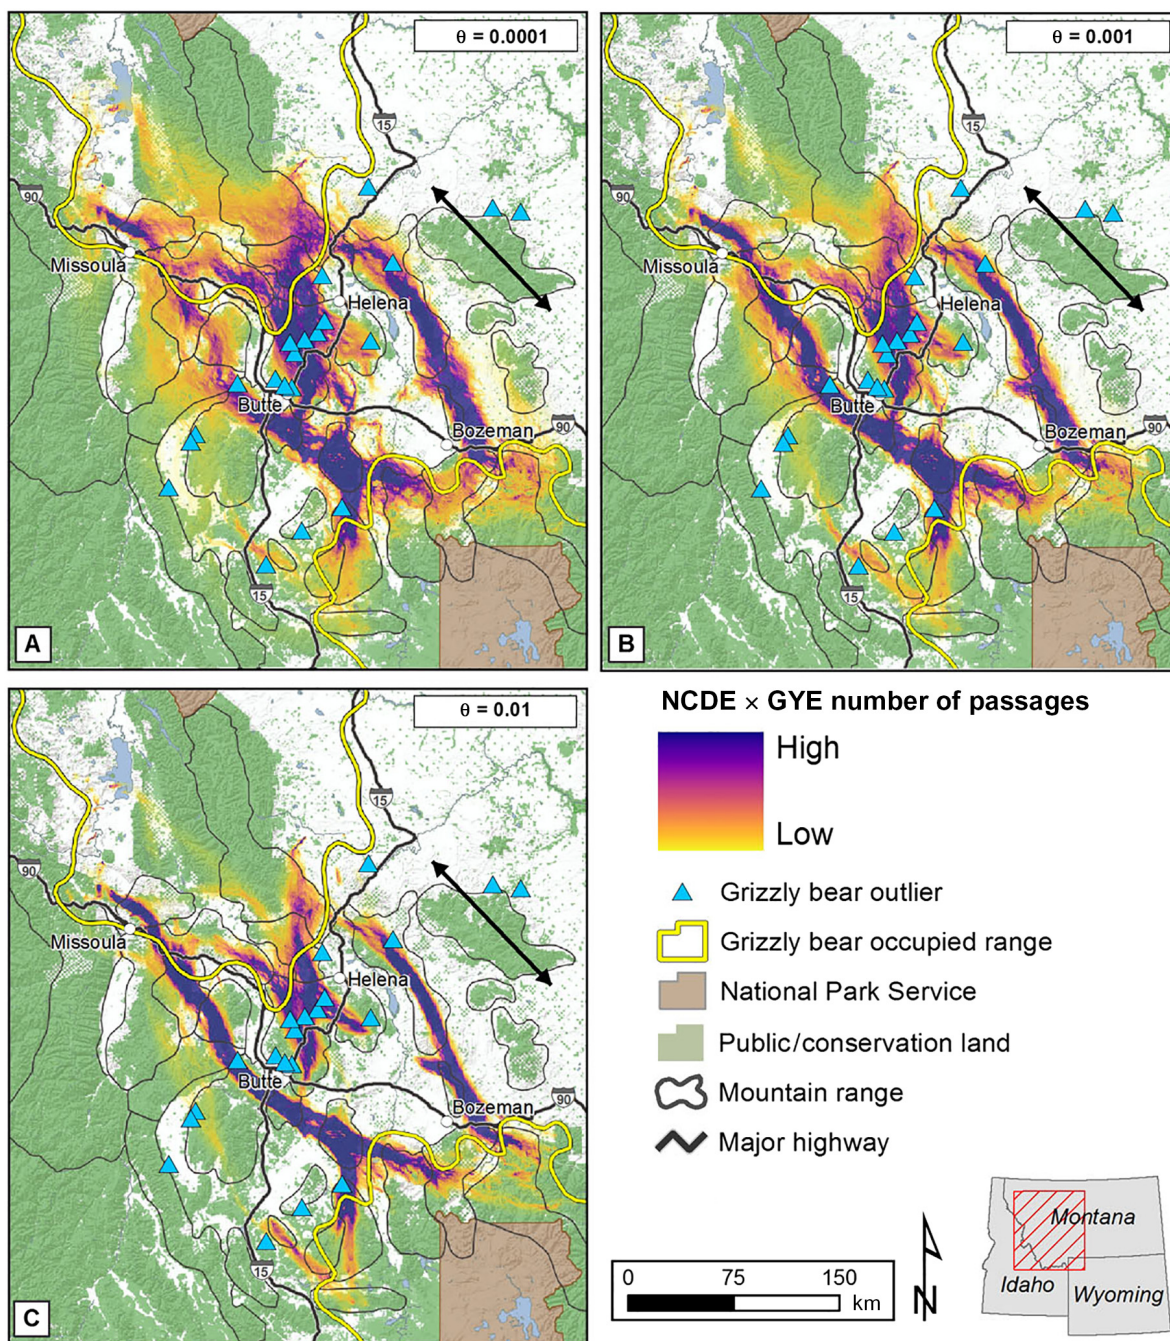 θ = 0.0001
15
90
Missoula
Helena
Butte
Bozeman
90
15
A
θ = 0.001
15
90
Missoula
Helena
Butte
Bozeman
90
15
B
θ = 0.01
15
90
Missoula
Helena
Butte
Bozeman
90
15
C
NCDE × GYE number of passages
High
Low
Grizzly bear outlier
Grizzly bear occupied range
National Park Service
Public/conservation land
Mountain range
Major highway
0 75 150
km
N
Montana
Idaho
Wyoming